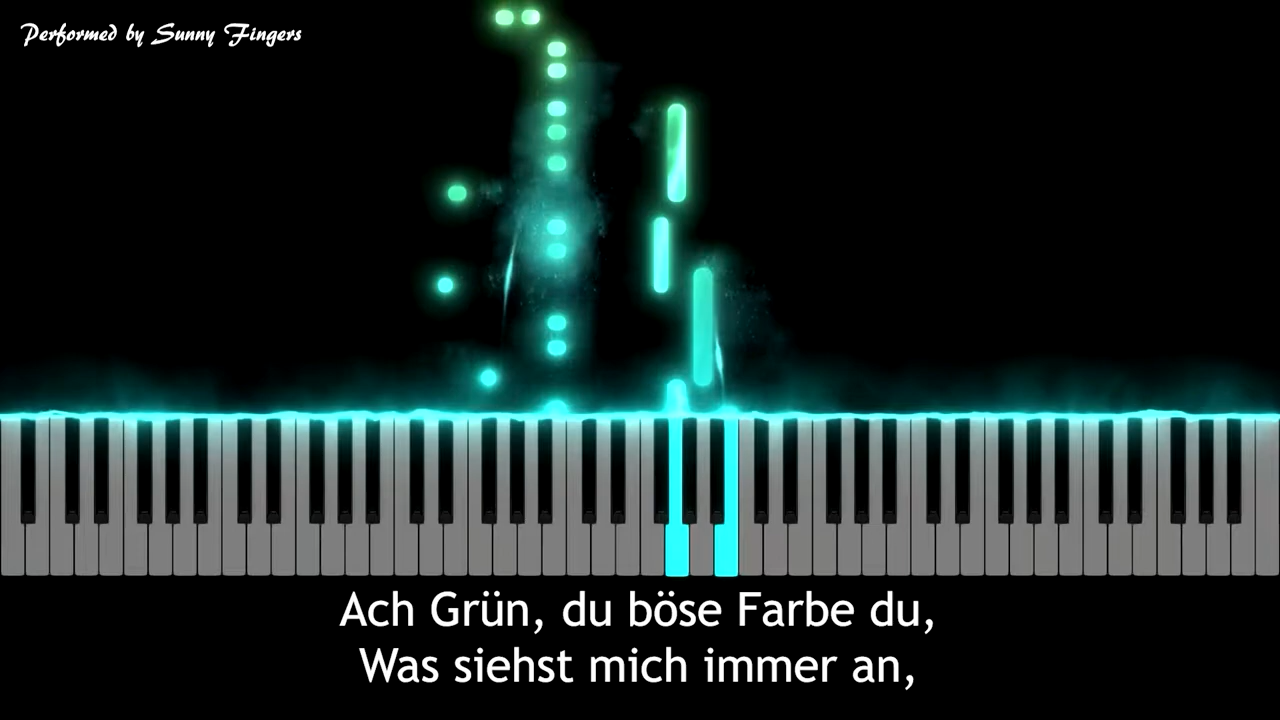 Performed by Sunny Fingers
Ach Grün, du böse Farbe du,
Was siehst mich immer an,